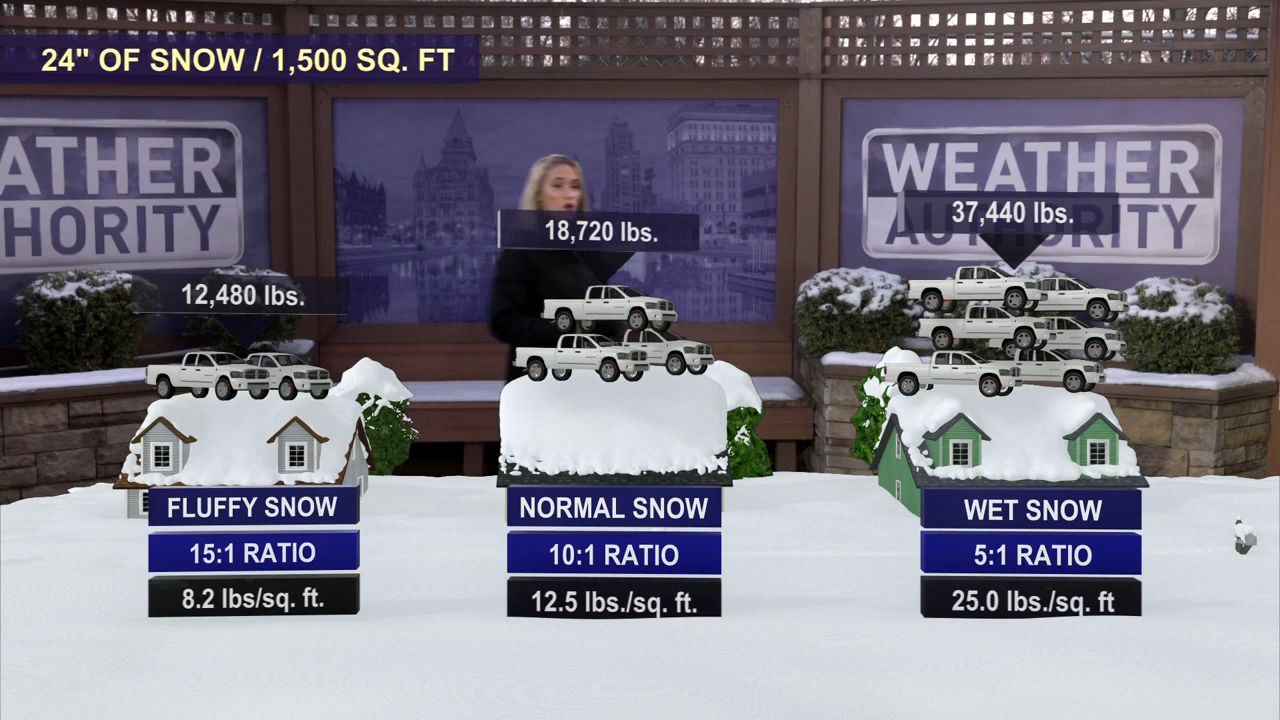 24" OF SNOW / 1,500 SQ. FT
ATHER
HORITY
WEATHER
AUTHORITY
12,480 lbs.
18,720 lbs.
37,440 lbs.
FLUFFY SNOW
15:1 RATIO
8.2 lbs/sq. ft.
NORMAL SNOW
10:1 RATIO
12.5 lbs./sq. ft.
WET SNOW
5:1 RATIO
25.0 lbs./sq. ft